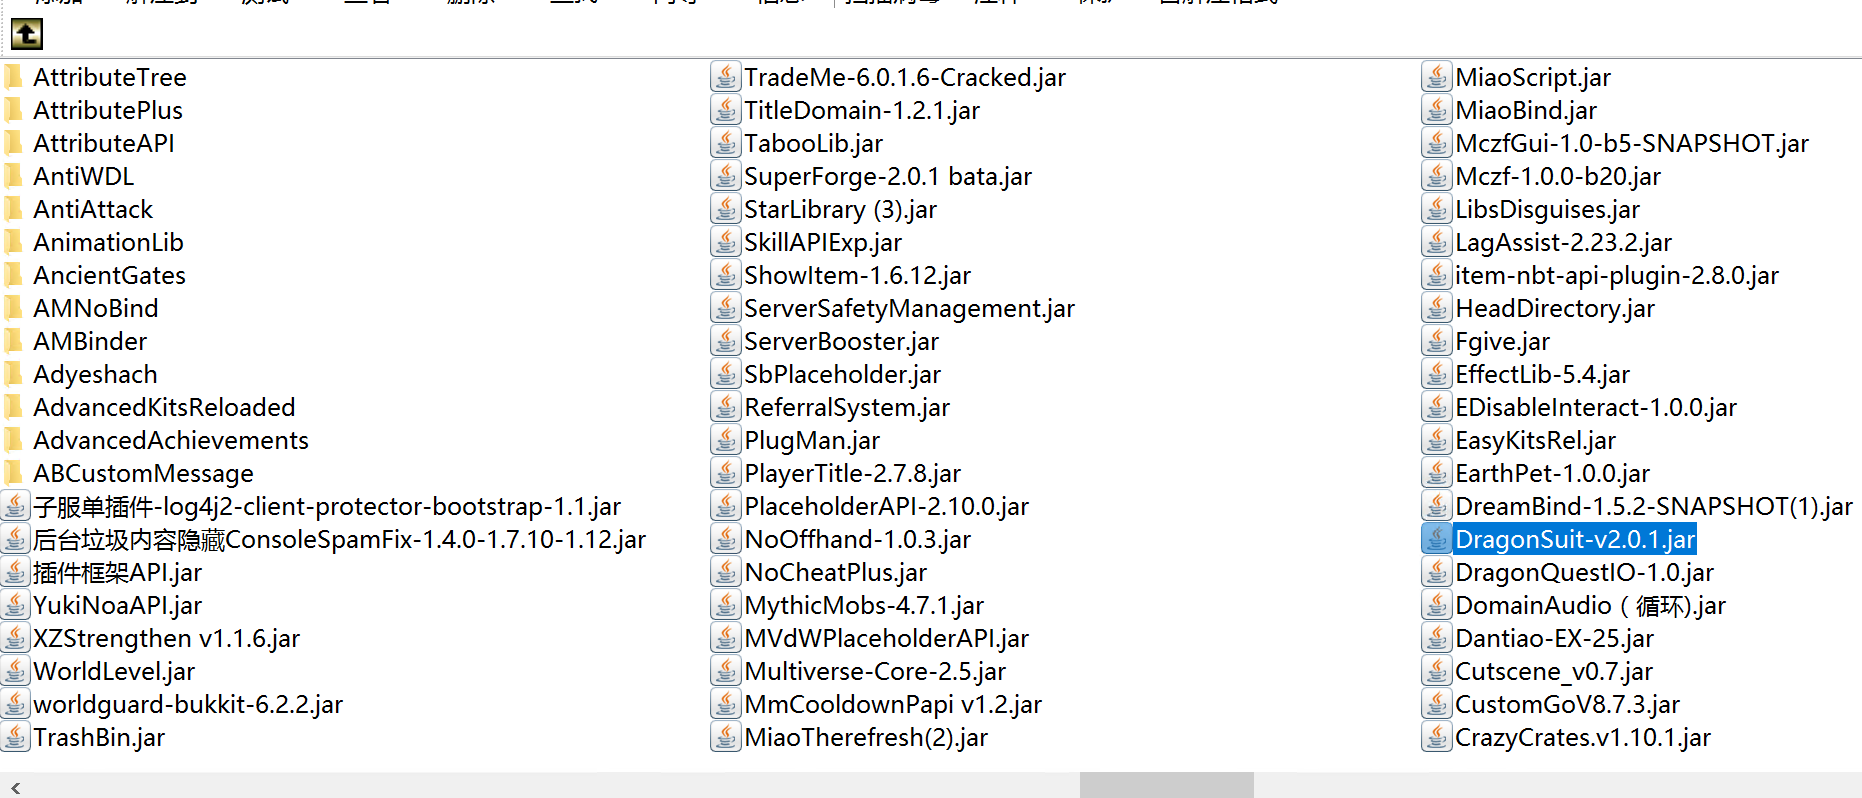 AttributeTree
AttributePlus
AttributeAPI
AntiWDL
AntiAttack
AnimationLib
AncientGates
AMNoBind
AMBinder
Adyeshach
AdvancedKitsReloaded
AdvancedAchievements
ABCustomMessage
子服单插件-log4j2-client-protector-bootstrap-1.1.jar
后台垃圾内容隐藏ConsoleSpamFix-1.4.0-1.7.10-1.12.jar
插件框架API.jar
YukiNoaAPI.jar
XZStrengthen v1.1.6.jar
WorldLevel.jar
worldguard-bukkit-6.2.2.jar
TrashBin.jar
TradeMe-6.0.1.6-Cracked.jar
TitleDomain-1.2.1.jar
TabooLib.jar
SuperForge-2.0.1 bata.jar
StarLibrary (3).jar
SkillAPIExp.jar
ShowItem-1.6.12.jar
ServerSafetyManagement.jar
ServerBooster.jar
SbPlaceholder.jar
ReferralSystem.jar
PlugMan.jar
PlayerTitle-2.7.8.jar
PlaceholderAPI-2.10.0.jar
NoOffhand-1.0.3.jar
NoCheatPlus.jar
MythicMobs-4.7.1.jar
MVdWPlaceholderAPI.jar
Multiverse-Core-2.5.jar
MmCooldownPapi v1.2.jar
MiaoTherefresh(2).jar
MiaoScript.jar
MiaoBind.jar
MczfGui-1.0-b5-SNAPSHOT.jar
Mczf-1.0.0-b20.jar
LibsDisguises.jar
LagAssist-2.23.2.jar
item-nbt-api-plugin-2.8.0.jar
HeadDirectory.jar
Fgive.jar
EffectLib-5.4.jar
EDisableInteract-1.0.0.jar
EasyKitsRel.jar
EarthPet-1.0.0.jar
DreamBind-1.5.2-SNAPSHOT(1).jar
DragonSuit-v2.0.1.jar
DragonQuestIO-1.0.jar
DomainAudio（循环).jar
Dantiao-EX-25.jar
Cutscene_v0.7.jar
CustomGoV8.7.3.jar
CrazyCrates.v1.10.1.jar